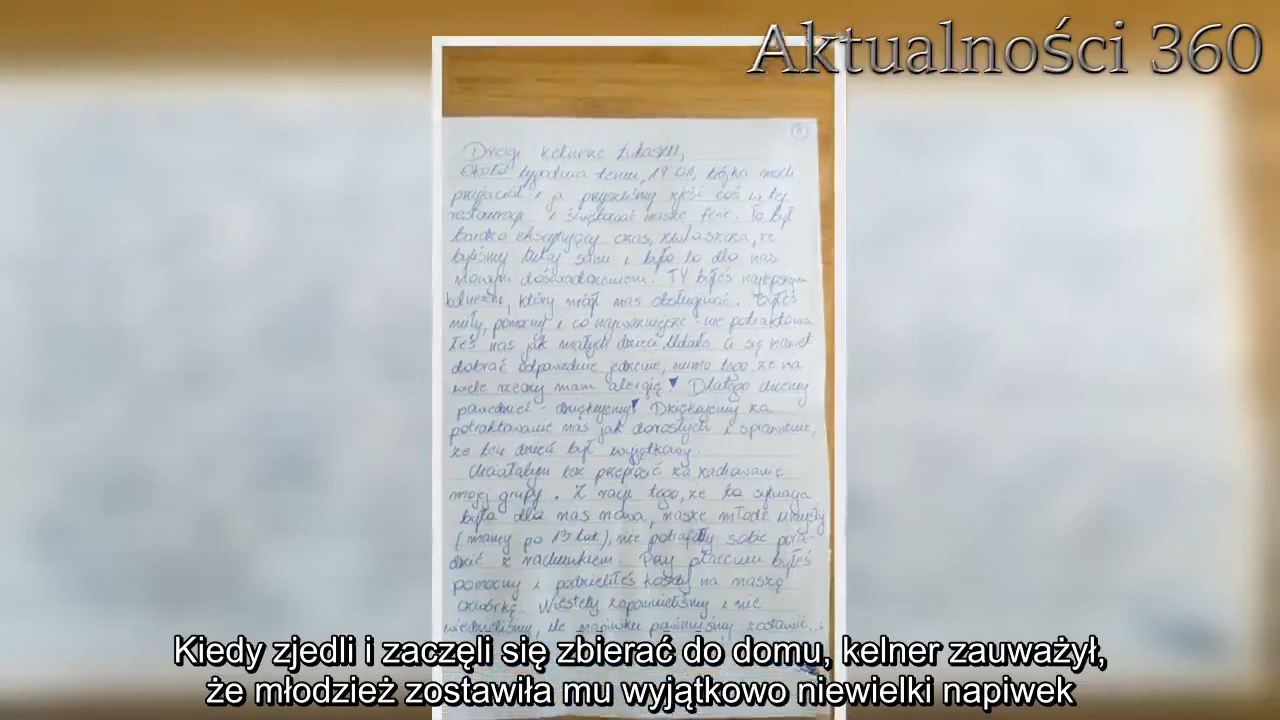 Aktualności 360
Drogi kelnerze Łukaszu,
Około tygodnia temu, 19.01, trójka moich
przyjaciół i ja przyszliśmy zjeść coś w tej
restauracji i świętować nasze ferie. To był
bardzo ekscytujący czas, zwłaszcza, że
byliśmy tutaj sami i było to dla nas
nowym doświadczeniem. TY byłeś najlepszym
kelnerem, który mógł nas obsługiwać. Byłeś
miły, pomocny i co najważniejsze - nie potraktowa
łeś nas jak małych dzieci. Udało Ci się nawet
dobrać odpowiednie jedzenie, mimo tego, że na
wiele rzeczy mam alergię! Dlatego chcemy
powiedzieć - dziękujemy! Dziękujemy za
potraktowanie nas jak dorosłych i sprawienie,
że ten dzień był wyjątkowy.
Chciałabym też przeprosić za zachowanie
mojej grupy. Z racji tego, że ta sytuacja
była dla nas nowa, nasze młode umysły
(mamy po 13 lat), nie potrafiły sobie pora-
dzić z rachunkiem. Przy płaceniu byłeś
pomocny i podzieliłeś koszty na naszą
czwórkę. Niestety zapomnieliśmy i nie
wiedzieliśmy, ile napiwku powinniśmy zostawić.
Kiedy zjedli i zaczęli się zbierać do domu, kelner zauważył,
że młodzież zostawiła mu wyjątkowo niewielki napiwek